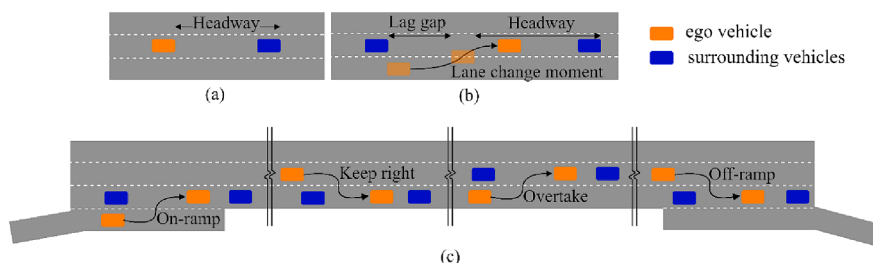 Headway
(a)
Lag gap
Headway
Lane change moment
(b)
ego vehicle
surrounding vehicles
On-ramp
Keep right
Overtake
Off-ramp
(c)